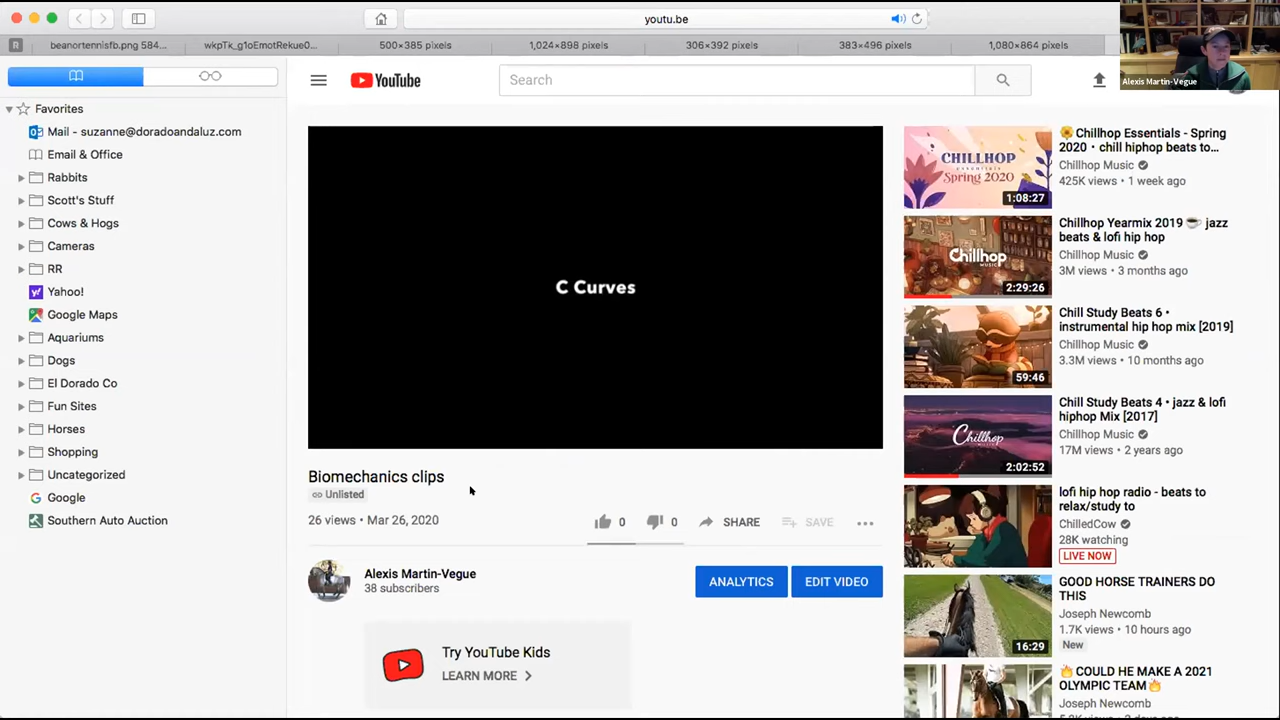 youtu.be
R
beanortennisfb.png 584...
wkpTk_g1oEmotRekue0...
500×385 pixels
1,024×898 pixels
306×392 pixels
383×496 pixels
1,080×864 pixels
Alexis Martin-Vegue
YouTube
Search
Favorites
Mail - suzanne@doradoandaluz.com
Email & Office
Rabbits
Scott's Stuff
Cows & Hogs
Cameras
RR
Yahoo!
Google Maps
Aquariums
Dogs
El Dorado Co
Fun Sites
Horses
Shopping
Uncategorized
Google
Southern Auto Auction
C Curves
Biomechanics clips
Unlisted
26 views • Mar 26, 2020
0
0
SHARE
SAVE
Alexis Martin-Vegue
38 subscribers
ANALYTICS
EDIT VIDEO
Try YouTube Kids
LEARN MORE
CHILLHOP
essentials
Spring 2020
1:08:27
🌼Chillhop Essentials - Spring
2020 • chill hiphop beats to...
Chillhop Music
425K views • 1 week ago
Chillhop
MUSIC
2:29:26
Chillhop Yearmix 2019 ☕ jazz
beats & lofi hip hop
Chillhop Music
3M views • 3 months ago
59:46
Chill Study Beats 6 •
instrumental hip hop mix [2019]
Chillhop Music
3.3M views • 10 months ago
Chillhop
MUSIC
2:02:52
Chill Study Beats 4 • jazz & lofi
hiphop Mix [2017]
Chillhop Music
17M views • 2 years ago
lofi hip hop radio - beats to
relax/study to
ChilledCow
28K watching
LIVE NOW
16:29
GOOD HORSE TRAINERS DO
THIS
Joseph Newcomb
1.7K views • 10 hours ago
New
🔥COULD HE MAKE A 2021
OLYMPIC TEAM🔥
Joseph Newcomb